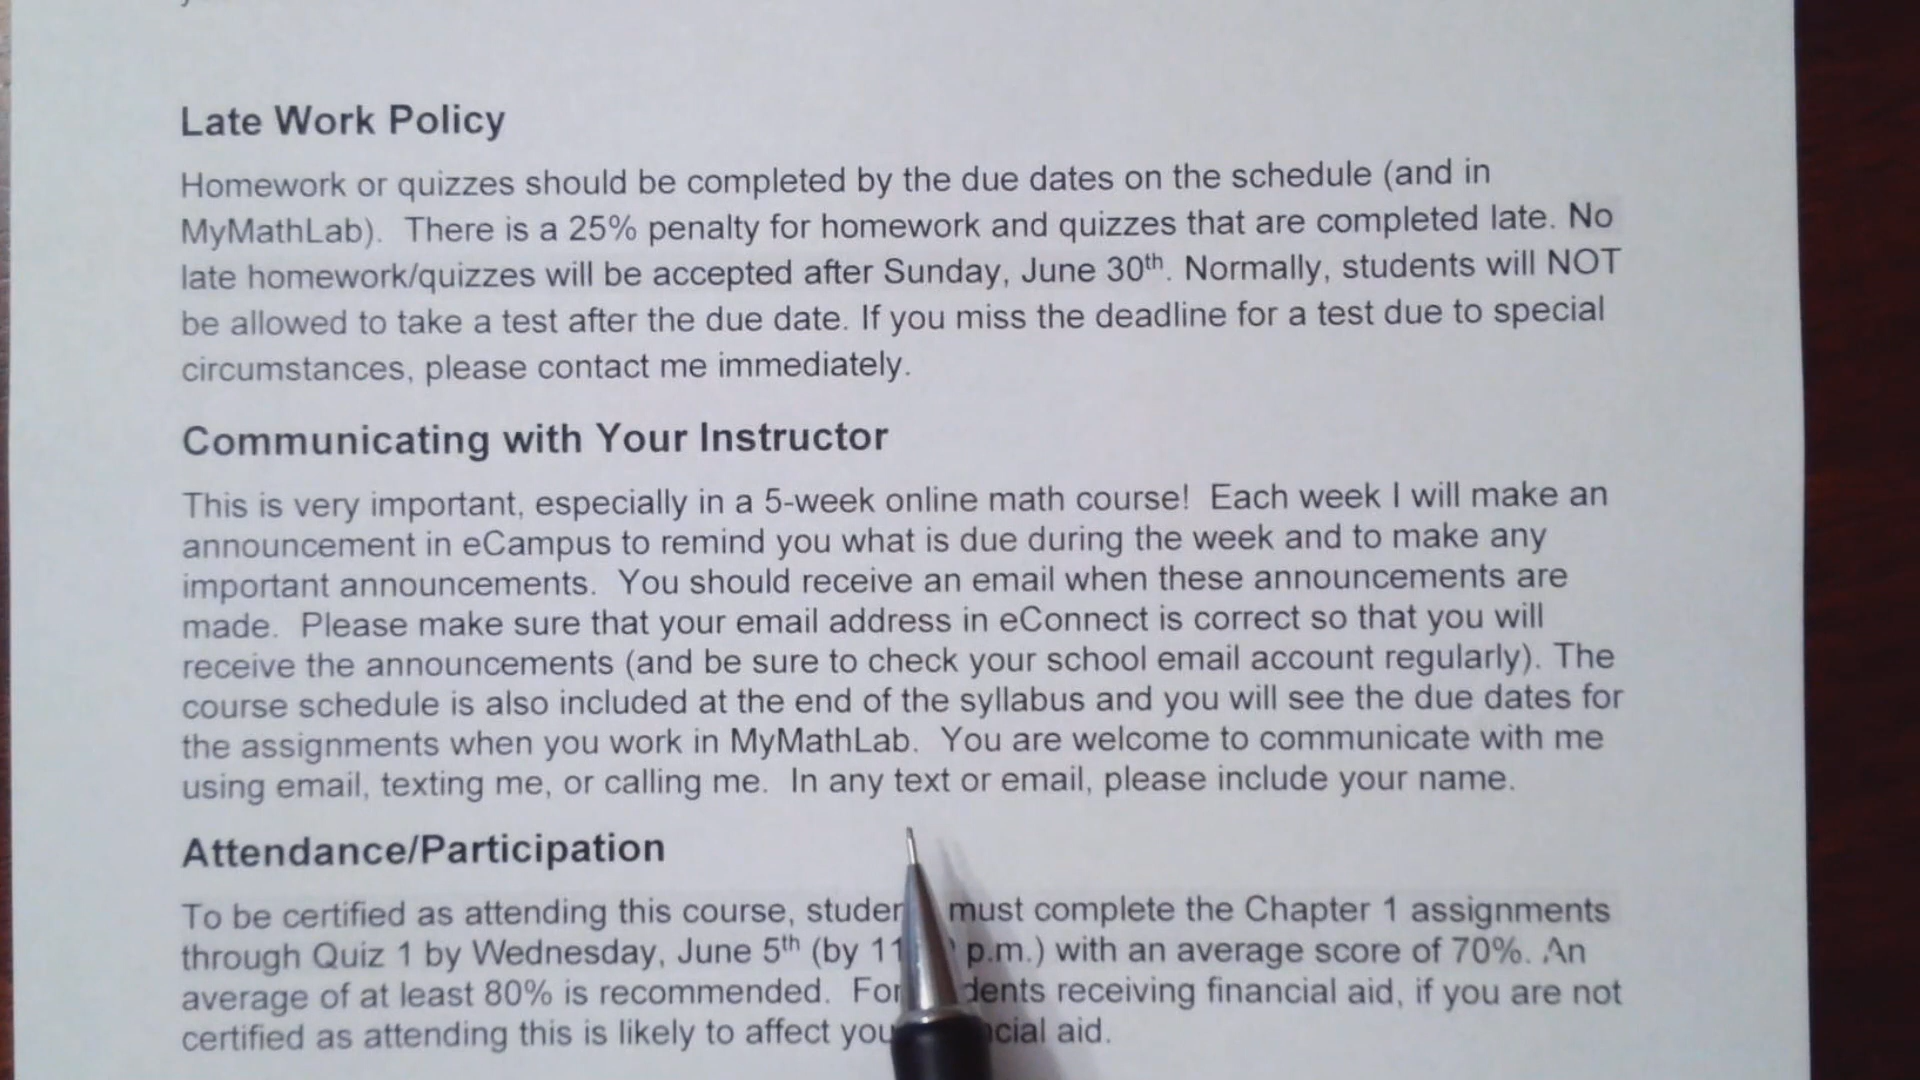 Late Work Policy
Homework or quizzes should be completed by the due dates on the schedule (and in
MyMathLab).  There is a 25% penalty for homework and quizzes that are completed late. No
late homework/quizzes will be accepted after Sunday, June 30th. Normally, students will NOT
be allowed to take a test after the due date. If you miss the deadline for a test due to special
circumstances, please contact me immediately.
Communicating with Your Instructor
This is very important, especially in a 5-week online math course!  Each week I will make an
announcement in eCampus to remind you what is due during the week and to make any
important announcements.  You should receive an email when these announcements are
made.  Please make sure that your email address in eConnect is correct so that you will
receive the announcements (and be sure to check your school email account regularly). The
course schedule is also included at the end of the syllabus and you will see the due dates for
the assignments when you work in MyMathLab.  You are welcome to communicate with me
using email, texting me, or calling me.  In any text or email, please include your name.
Attendance/Participation
To be certified as attending this course, must complete the Chapter 1 assignments
through Quiz 1 by Wednesday, June 5th (by p.m.) with an average score of 70%. An
average of at least 80% is recommended.  For receiving financial aid, if you are not
certified as attending this is likely to affect aid.